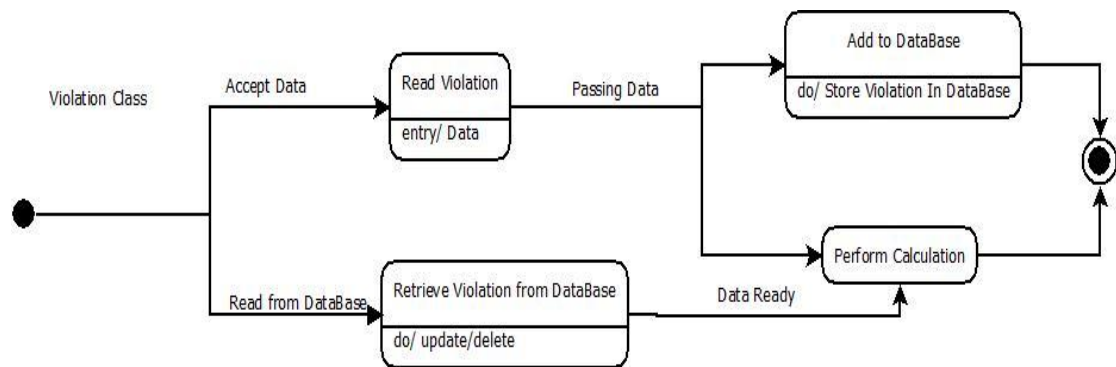 Violation Class
Accept Data
Read Violation
entry/ Data
Passing Data
Add to DataBase
do/ Store Violation In DataBase
Read from DataBase
Retrieve Violation from DataBase
do/ update/delete
Data Ready
Perform Calculation